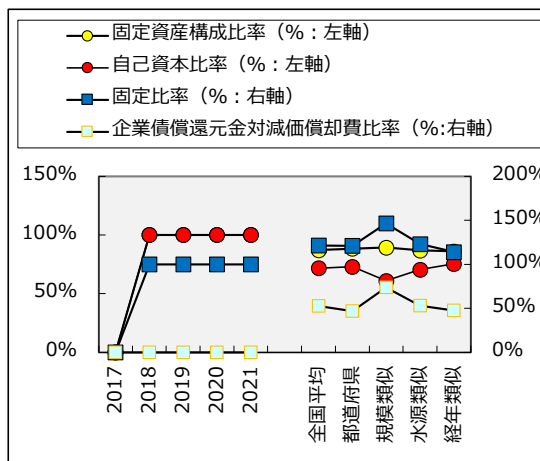 固定資産構成比率（%：左軸）
自己資本比率（%：左軸）
固定比率（%：右軸）
企業債償還元金対減価償却費比率（%:右軸）
150%
100%
50%
0%
200%
150%
100%
50%
0%
2017
2018
2019
2020
2021
全国平均
都道府県
規模類似
水源類似
経年類似